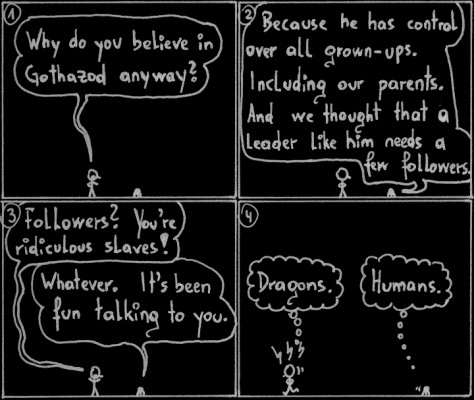 1
Why do you believe in
Gothazod anyway?
2
Because he has control
over all grown-ups.
Including our parents.
And we thought that a
leader like him needs a
few followers.
3
Followers? You're
ridiculous slaves!
Whatever. It's been
fun talking to you.
4
Dragons.
Humans.